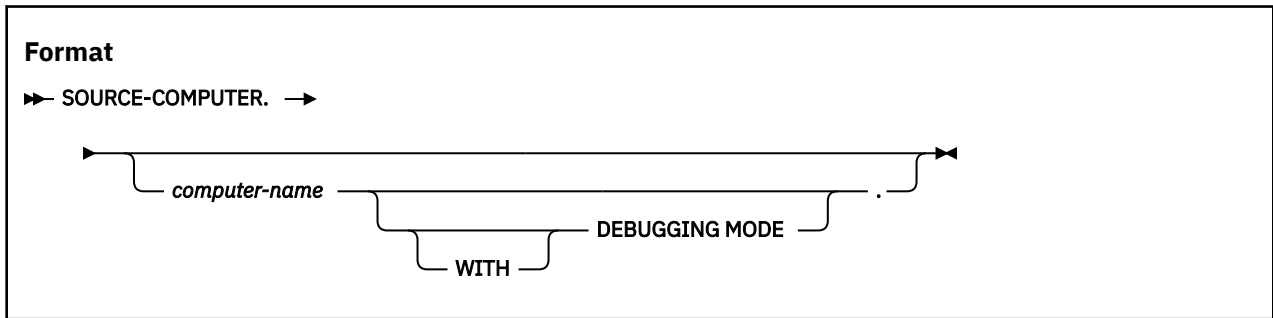 Format
SOURCE-COMPUTER.
computer-name .
DEBUGGING MODE
WITH